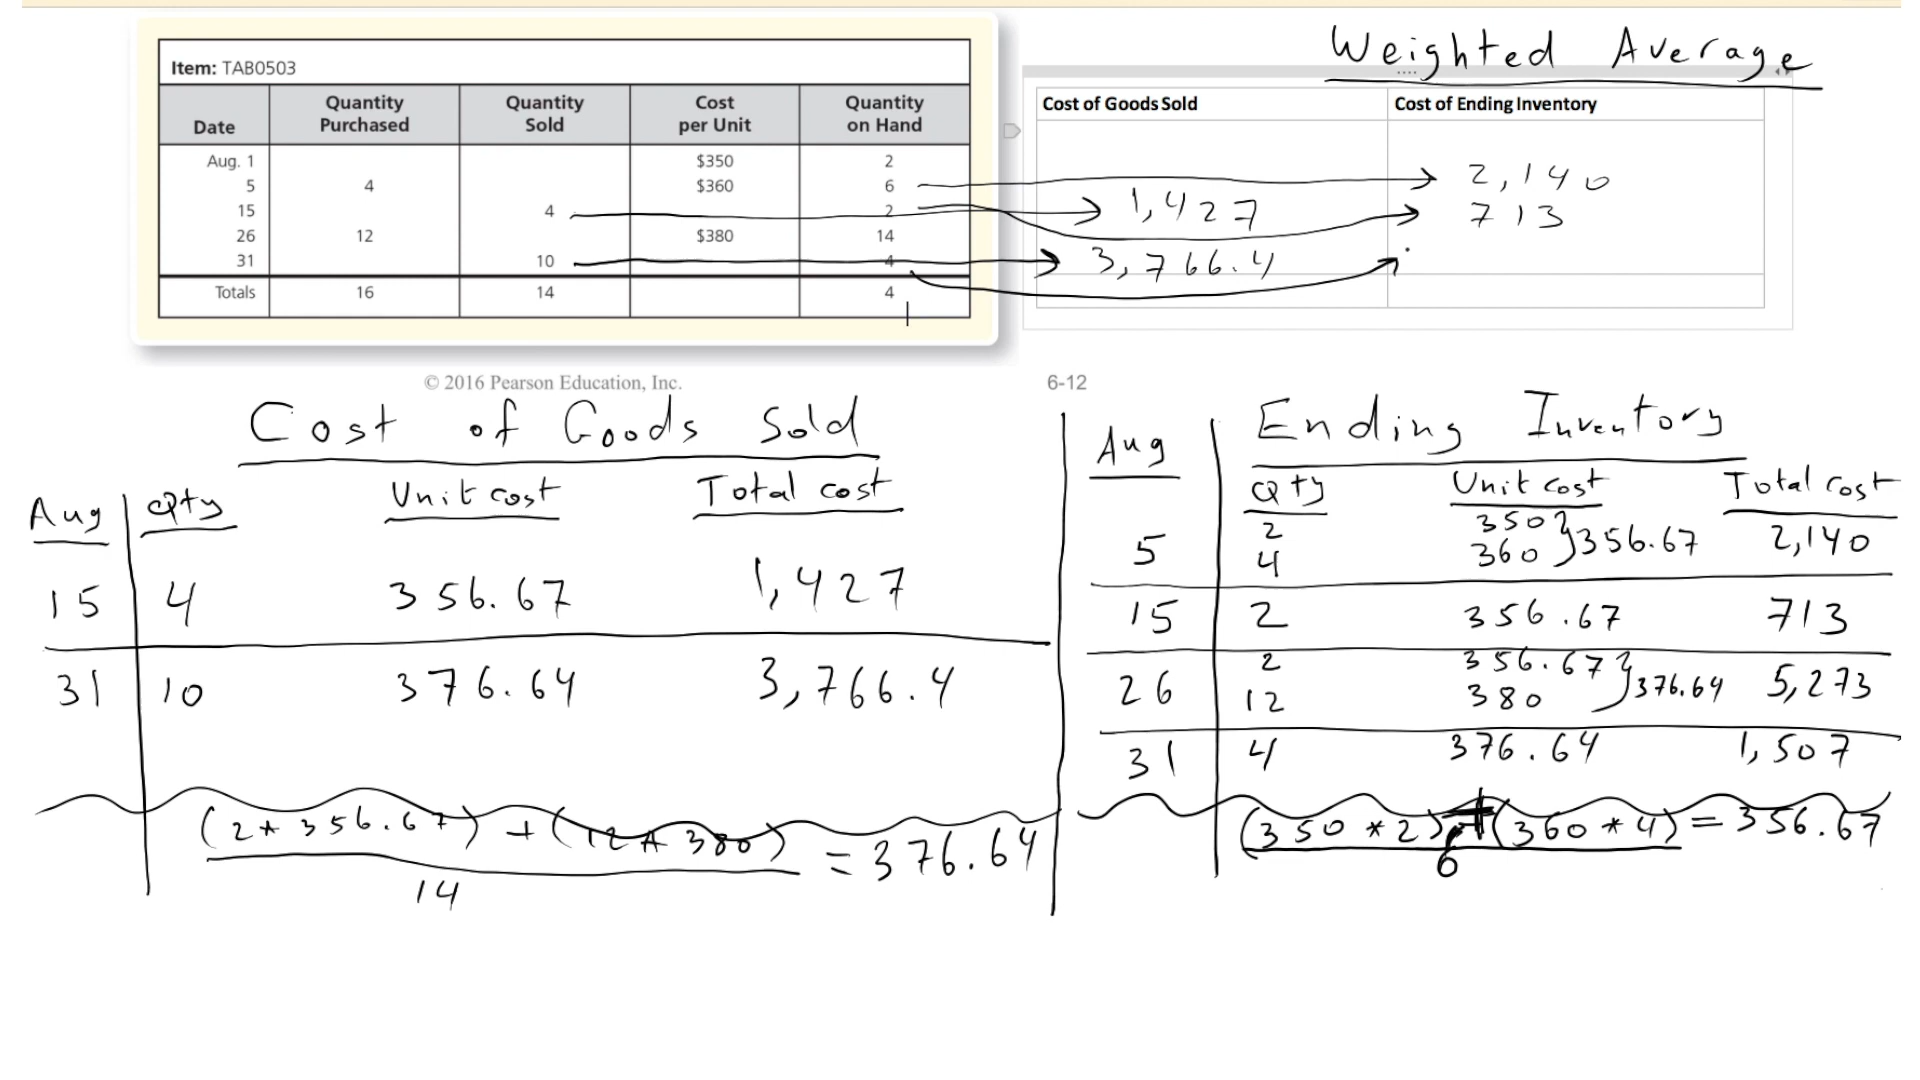 Weighted Average
Item: TAB0503
Date Quantity Purchased Quantity Sold Cost per Unit Quantity on Hand
Aug. 1 $350 2
5 4 $360 6
15 4 2
26 12 $380 14
31 10 4
Totals 16 14 4
Cost of Goods Sold Cost of Ending Inventory
2,140
1,427 713
3,766.4
© 2016 Pearson Education, Inc. 6-12
Cost of Goods Sold
Aug Qty Unit cost Total cost
15 4 356.67 1,427
31 10 376.64 3,766.4
(2*356.67) + (12*380) = 376.64
14
Aug Ending Inventory
Qty Unit cost Total cost
2 350
5 356.67 2,140
4 360
15 2 356.67 713
2 356.67
26 376.64 5,273
12 380
31 4 376.64 1,507
(350*2)+(360*4) = 356.67
6